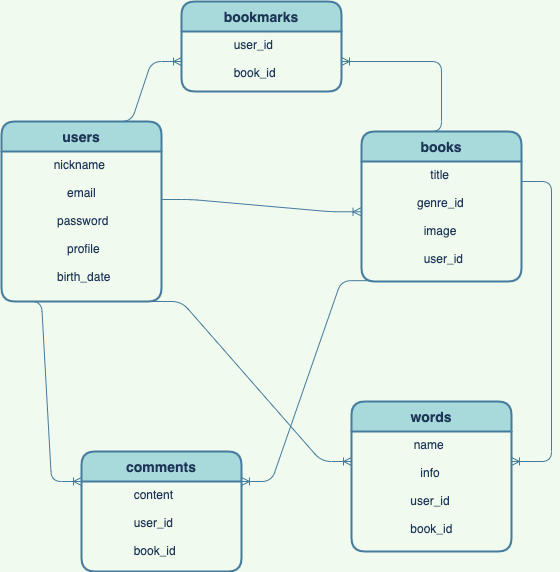 bookmarks
user_id
book_id
users
nickname
email
password
profile
birth_date
books
title
genre_id
image
user_id
comments
content
user_id
book_id
words
name
info
user_id
book_id